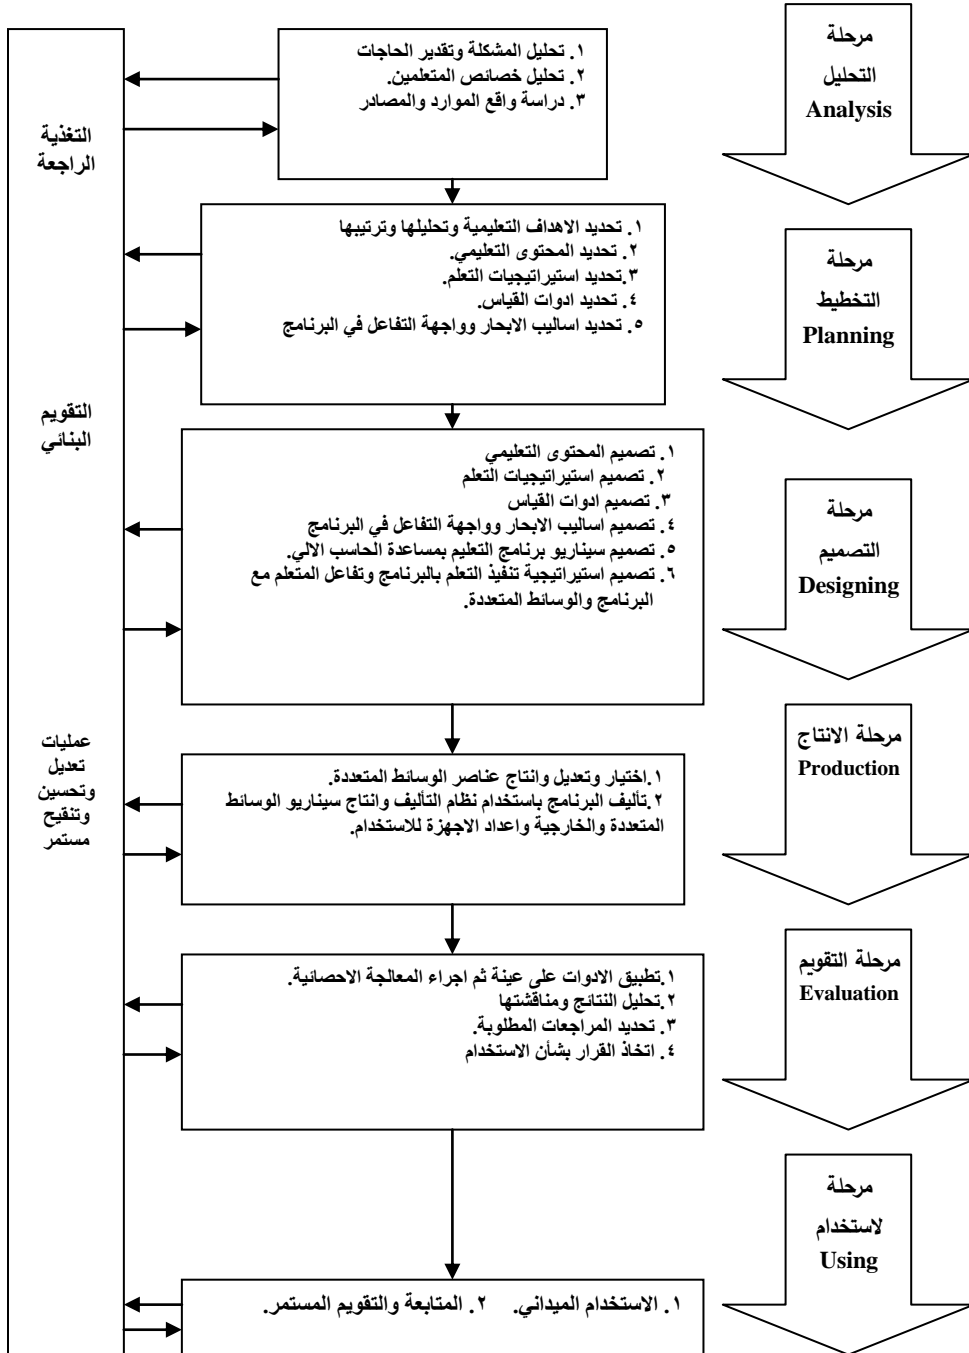 مرحلة
التحليل
Analysis
١. تحليل المشكلة وتقدير الحاجات
٢. تحليل خصائص المتعلمين.
٣. دراسة واقع الموارد والمصادر
التغذية
الراجعة
مرحلة
التخطيط
Planning
١. تحديد الاهداف التعليمية وتحليلها وترتيبها
٢. تحديد المحتوى التعليمي.
٣.تحديد استيراتيجيات التعلم.
٤. تحديد ادوات القياس.
٥. تحديد اساليب الابحار وواجهة التفاعل في البرنامج
التقويم
البنائي
مرحلة
التصميم
Designing
١. تصميم المحتوى التعليمي
٢. تصميم استيراتيجيات التعلم
٣. تصميم ادوات القياس
٤. تصميم اساليب الابحار وواجهة التفاعل في البرنامج
٥. تصميم سيناريو برنامج التعليم بمساعدة الحاسب الالي.
٦. تصميم استيراتيجية تنفيذ التعلم بالبرنامج وتفاعل المتعلم مع
البرنامج والوسائط المتعددة.
مرحلة الانتاج
Production
١.اختيار وتعديل وانتاج عناصر الوسائط المتعددة.
٢.تأليف البرنامج باستخدام نظام التأليف وانتاج سيناريو الوسائط
المتعددة والخارجية واعداد الاجهزة للاستخدام.
عمليات
تعديل
وتحسين
وتنقيح
مستمر
مرحلة التقويم
Evaluation
١.تطبيق الادوات على عينة ثم اجراء المعالجة الاحصائية.
٢.تحليل النتائج ومناقشتها
٣. تحديد المراجعات المطلوبة.
٤. اتخاذ القرار بشأن الاستخدام
مرحلة
لاستخدام
Using
١. الاستخدام الميداني. ٢. المتابعة والتقويم المستمر.